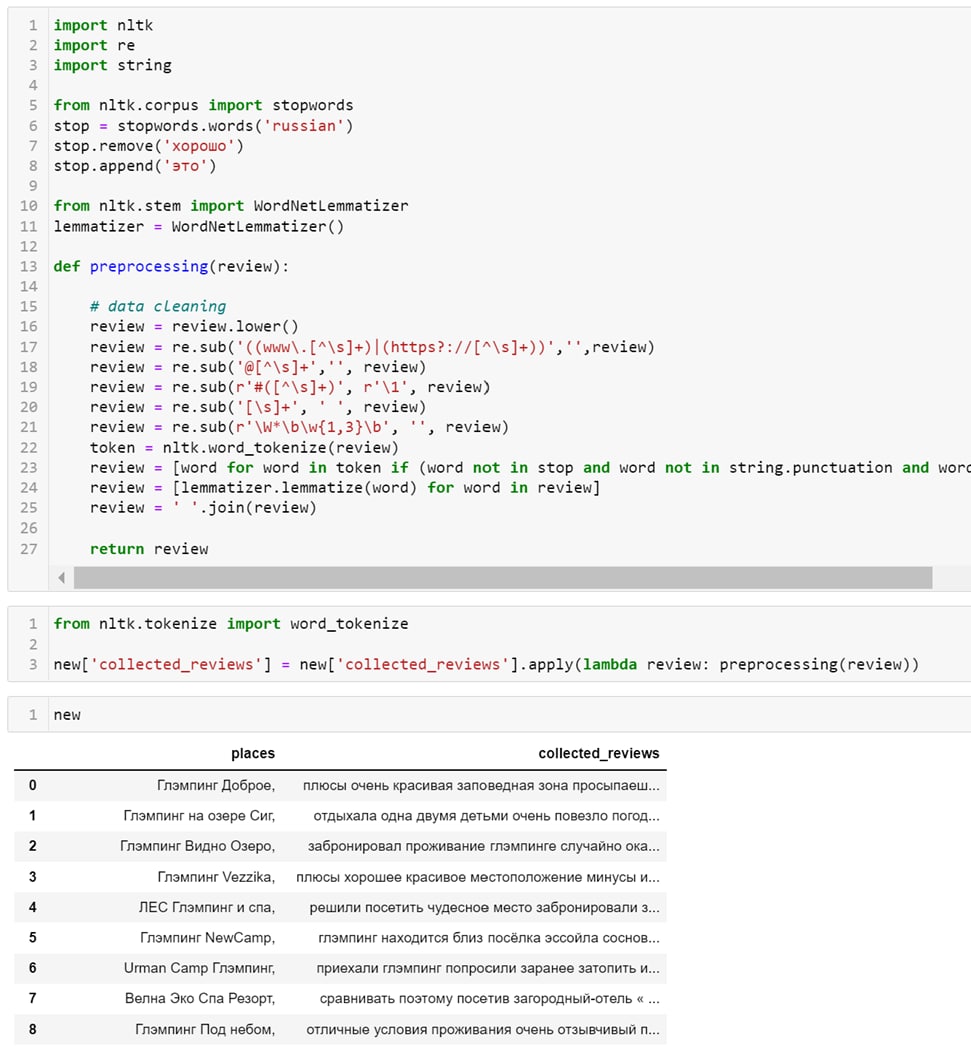 1 import nltk
2 import re
3 import string
4
5 from nltk.corpus import stopwords
6 stop = stopwords.words('russian')
7 stop.remove('хорошо')
8 stop.append('это')
9
10 from nltk.stem import WordNetLemmatizer
11 lemmatizer = WordNetLemmatizer()
12
13 def preprocessing(review):
14
15     # data cleaning
16     review = review.lower()
17     review = re.sub('((www\.[^\s]+)|(https?://[^\s]+))','',review)
18     review = re.sub('@[^\s]+','', review)
19     review = re.sub(r'#([^\s]+)', r'\1', review)
20     review = re.sub('[\s]+', ' ', review)
21     review = re.sub(r'\W*\b\w{1,3}\b', '', review)
22     token = nltk.word_tokenize(review)
23     review = [word for word in token if (word not in stop and word not in string.punctuation and word
24     review = [lemmatizer.lemmatize(word) for word in review]
25     review = ' '.join(review)
26
27     return review
1 from nltk.tokenize import word_tokenize
2
3 new['collected_reviews'] = new['collected_reviews'].apply(lambda review: preprocessing(review))
1 new
places collected_reviews
0 Глэмпинг Доброе, плюсы очень красивая заповедная зона просыпаеш...
1 Глэмпинг на озере Сиг, отдыхала одна двумя детьми очень повезло погод...
2 Глэмпинг Видно Озеро, забронировал проживание глэмпинге случайно ока...
3 Глэмпинг Vezzika, плюсы хорошее красивое местоположение минусы и...
4 ЛЕС Глэмпинг и спа, решили посетить чудесное место забронировали з...
5 Глэмпинг NewCamp, глэмпинг находится близ посёлка эссойла соснов...
6 Urman Camp Глэмпинг, приехали глэмпинг попросили заранее затопить и...
7 Велна Эко Спа Резорт, сравнивать поэтому посетив загородный-отель « ...
8 Глэмпинг Под небом, отличные условия проживания очень отзывчивый п...